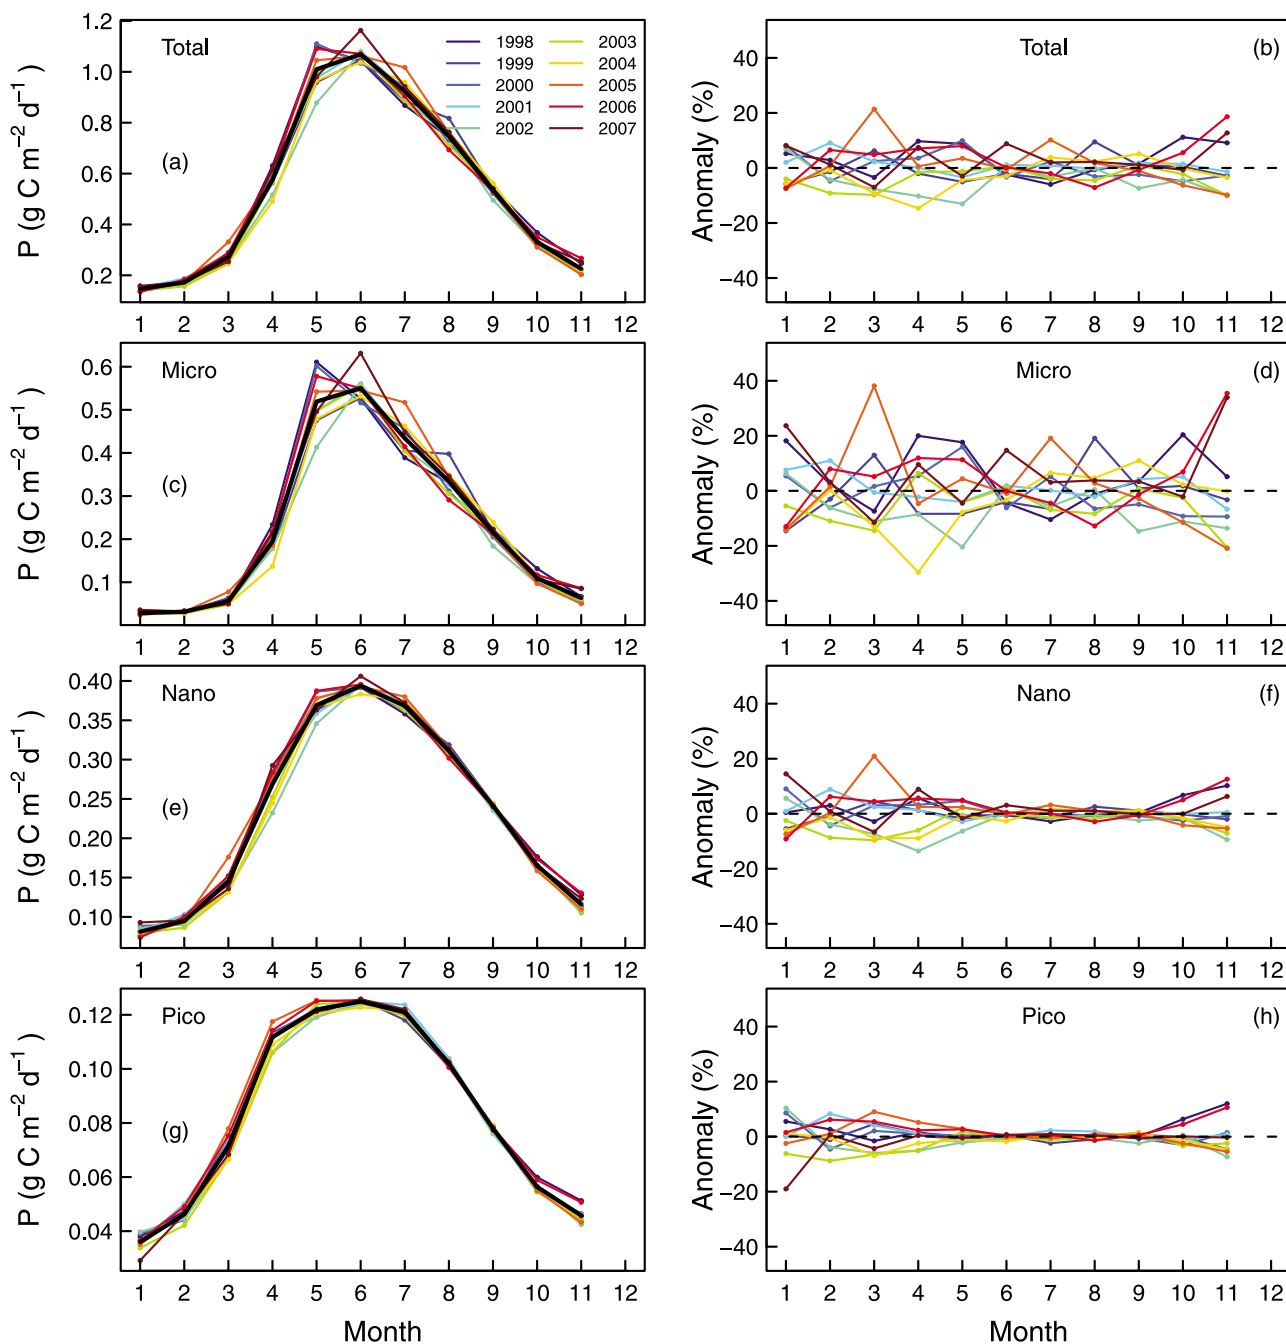 Total
(a)
P (g C m⁻² d⁻¹)
1.2
1.0
0.8
0.6
0.4
0.2
1998
1999
2000
2001
2002
2003
2004
2005
2006
2007
1 2 3 4 5 6 7 8 9 10 11 12
Total
(b)
Anomaly (%)
40
20
0
−20
−40
1 2 3 4 5 6 7 8 9 10 11 12
Micro
(c)
P (g C m⁻² d⁻¹)
0.6
0.5
0.4
0.3
0.2
0.1
1 2 3 4 5 6 7 8 9 10 11 12
Micro
(d)
Anomaly (%)
40
20
0
−20
−40
1 2 3 4 5 6 7 8 9 10 11 12
Nano
(e)
P (g C m⁻² d⁻¹)
0.40
0.35
0.30
0.25
0.20
0.15
0.10
1 2 3 4 5 6 7 8 9 10 11 12
Nano
(f)
Anomaly (%)
40
20
0
−20
−40
1 2 3 4 5 6 7 8 9 10 11 12
Pico
(g)
P (g C m⁻² d⁻¹)
0.12
0.10
0.08
0.06
0.04
1 2 3 4 5 6 7 8 9 10 11 12
Month
Pico
(h)
Anomaly (%)
40
20
0
−20
−40
1 2 3 4 5 6 7 8 9 10 11 12
Month